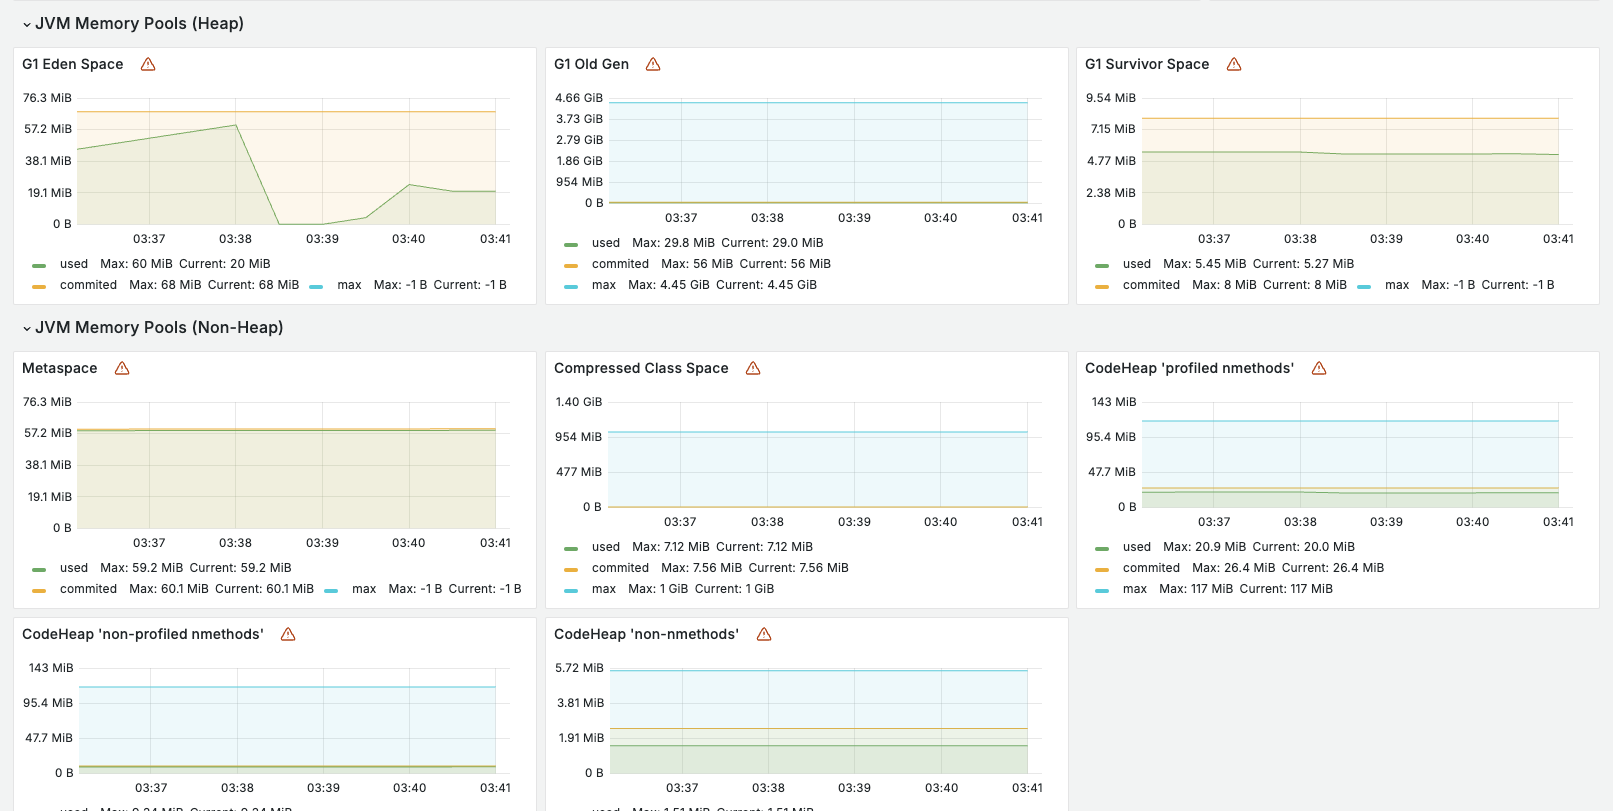 JVM Memory Pools (Heap)
G1 Eden Space
76.3 MiB
57.2 MiB
38.1 MiB
19.1 MiB
0 B
03:37 03:38 03:39 03:40 03:41
used Max: 60 MiB Current: 20 MiB
commited Max: 68 MiB Current: 68 MiB max Max: -1 B Current: -1 B
G1 Old Gen
4.66 GiB
3.73 GiB
2.79 GiB
1.86 GiB
954 MiB
0 B
03:37 03:38 03:39 03:40 03:41
used Max: 29.8 MiB Current: 29.0 MiB
commited Max: 56 MiB Current: 56 MiB
max Max: 4.45 GiB Current: 4.45 GiB
G1 Survivor Space
9.54 MiB
7.15 MiB
4.77 MiB
2.38 MiB
0 B
03:37 03:38 03:39 03:40 03:41
used Max: 5.45 MiB Current: 5.27 MiB
commited Max: 8 MiB Current: 8 MiB max Max: -1 B Current: -1 B
JVM Memory Pools (Non-Heap)
Metaspace
76.3 MiB
57.2 MiB
38.1 MiB
19.1 MiB
0 B
03:37 03:38 03:39 03:40 03:41
used Max: 59.2 MiB Current: 59.2 MiB
commited Max: 60.1 MiB Current: 60.1 MiB max Max: -1 B Current: -1 B
Compressed Class Space
1.40 GiB
954 MiB
477 MiB
0 B
03:37 03:38 03:39 03:40 03:41
used Max: 7.12 MiB Current: 7.12 MiB
commited Max: 7.56 MiB Current: 7.56 MiB
max Max: 1 GiB Current: 1 GiB
CodeHeap 'profiled nmethods'
143 MiB
95.4 MiB
47.7 MiB
0 B
03:37 03:38 03:39 03:40 03:41
used Max: 20.9 MiB Current: 20.0 MiB
commited Max: 26.4 MiB Current: 26.4 MiB
max Max: 117 MiB Current: 117 MiB
CodeHeap 'non-profiled nmethods'
143 MiB
95.4 MiB
47.7 MiB
0 B
03:37 03:38 03:39 03:40 03:41
used Max: MiB Current: MiB
CodeHeap 'non-nmethods'
5.72 MiB
3.81 MiB
1.91 MiB
0 B
03:37 03:38 03:39 03:40 03:41
used Max: 1.51 MiB Current: 1.51 MiB